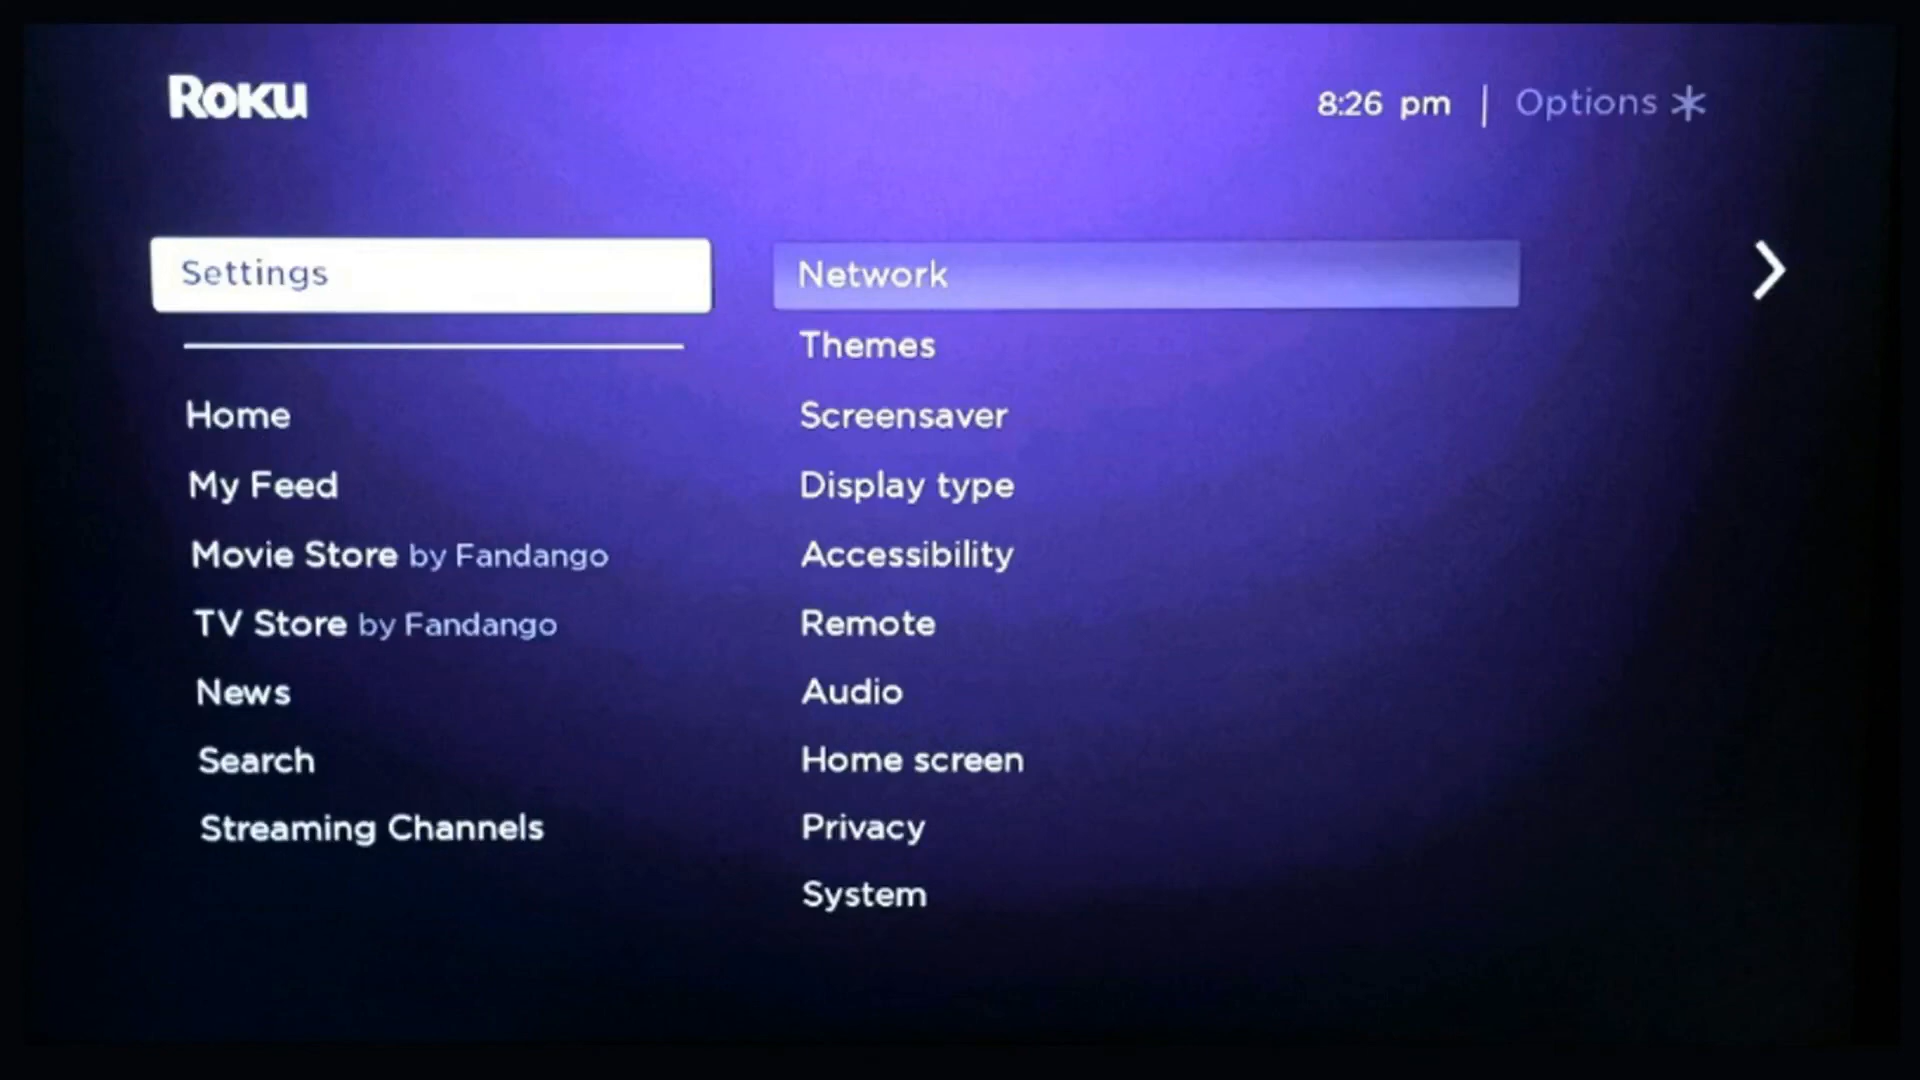 Roku
8:26 pm | Options *
Settings
Home
My Feed
Movie Store by Fandango
TV Store by Fandango
News
Search
Streaming Channels
Network
Themes
Screensaver
Display type
Accessibility
Remote
Audio
Home screen
Privacy
System